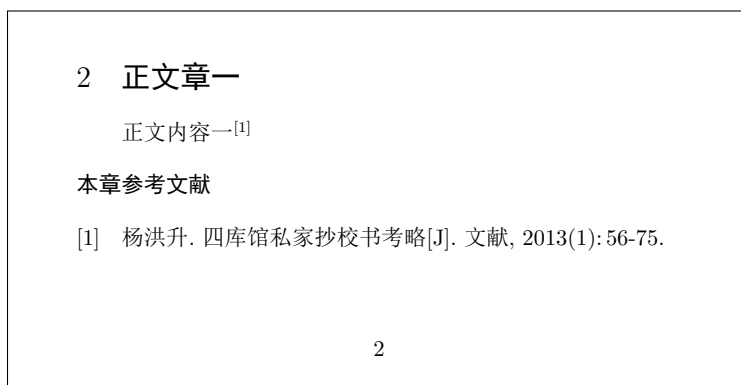 2 正文章一
正文内容一[1]
本章参考文献
[1] 杨洪升. 四库馆私家抄校书考略[J]. 文献, 2013(1): 56-75.
2